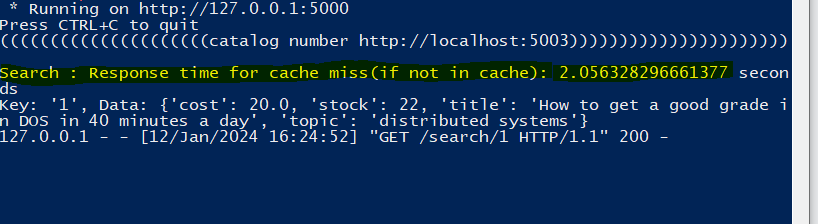 * Running on http://127.0.0.1:5000
Press CTRL+C to quit
(((((((((((((((((((((catalog number http://localhost:5003))))))))))))))))))))))
Search : Response time for cache miss(if not in cache): 2.056328296661377 secon
ds
Key: '1', Data: {'cost': 20.0, 'stock': 22, 'title': 'How to get a good grade i
n DOS in 40 minutes a day', 'topic': 'distributed systems'}
127.0.0.1 - - [12/Jan/2024 16:24:52] "GET /search/1 HTTP/1.1" 200 -